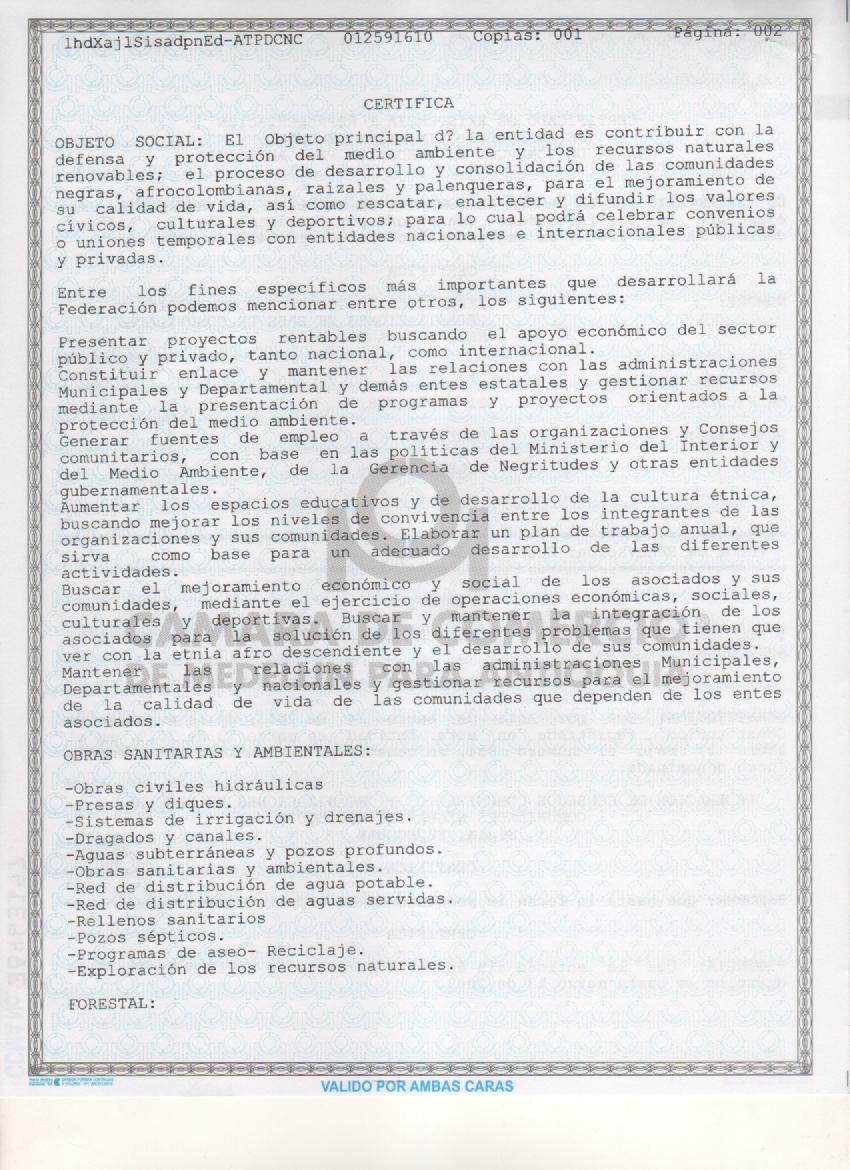 lhdXajlSisadpnEd-ATPDCNC 012591610 Copias: 001 Página: 002
CERTIFICA
OBJETO SOCIAL: El Objeto principal d? la entidad es contribuir con la
defensa y protección del medio ambiente y los recursos naturales
renovables; el proceso de desarrollo y consolidación de las comunidades
negras, afrocolombianas, raizales y palenqueras, para el mejoramiento de
su calidad de vida, así como rescatar, enaltecer y difundir los valores
cívicos, culturales y deportivos; para lo cual podrá celebrar convenios
o uniones temporales con entidades nacionales e internacionales públicas
y privadas.
Entre los fines específicos más importantes que desarrollará la
Federación podemos mencionar entre otros, los siguientes:
Presentar proyectos rentables buscando el apoyo económico del sector
público y privado, tanto nacional, como internacional.
Constituir enlace y mantener las relaciones con las administraciones
Municipales y Departamental y demás entes estatales y gestionar recursos
mediante la presentación de programas y proyectos orientados a la
protección del medio ambiente.
Generar fuentes de empleo a través de las organizaciones y Consejos
comunitarios, con base en las políticas del Ministerio del Interior y
del Medio Ambiente, de la Gerencia de Negritudes y otras entidades
gubernamentales.
Aumentar los espacios educativos y de desarrollo de la cultura étnica,
buscando mejorar los niveles de convivencia entre los integrantes de las
organizaciones y sus comunidades. Elaborar un plan de trabajo anual, que
sirva como base para un adecuado desarrollo de las diferentes
actividades.
Buscar el mejoramiento económico y social de los asociados y sus
comunidades, mediante el ejercicio de operaciones económicas, sociales,
culturales y deportivas. Buscar y mantener la integración de los
asociados para la solución de los diferentes problemas que tienen que
ver con la etnia afro descendiente y el desarrollo de sus comunidades.
Mantener las relaciones con las administraciones Municipales,
Departamentales y nacionales y gestionar recursos para el mejoramiento
de la calidad de vida de las comunidades que dependen de los entes
asociados.
CAMARA DE COMERCIO®
DE MEDELLIN PARA ANTIOQUIA
OBRAS SANITARIAS Y AMBIENTALES:
-Obras civiles hidráulicas
-Presas y diques.
-Sistemas de irrigación y drenajes.
-Dragados y canales.
-Aguas subterráneas y pozos profundos.
-Obras sanitarias y ambientales.
-Red de distribución de agua potable.
-Red de distribución de aguas servidas.
-Rellenos sanitarios
-Pozos sépticos.
-Programas de aseo- Reciclaje.
-Exploración de los recursos naturales.
FORESTAL:
VALIDO POR AMBAS CARAS